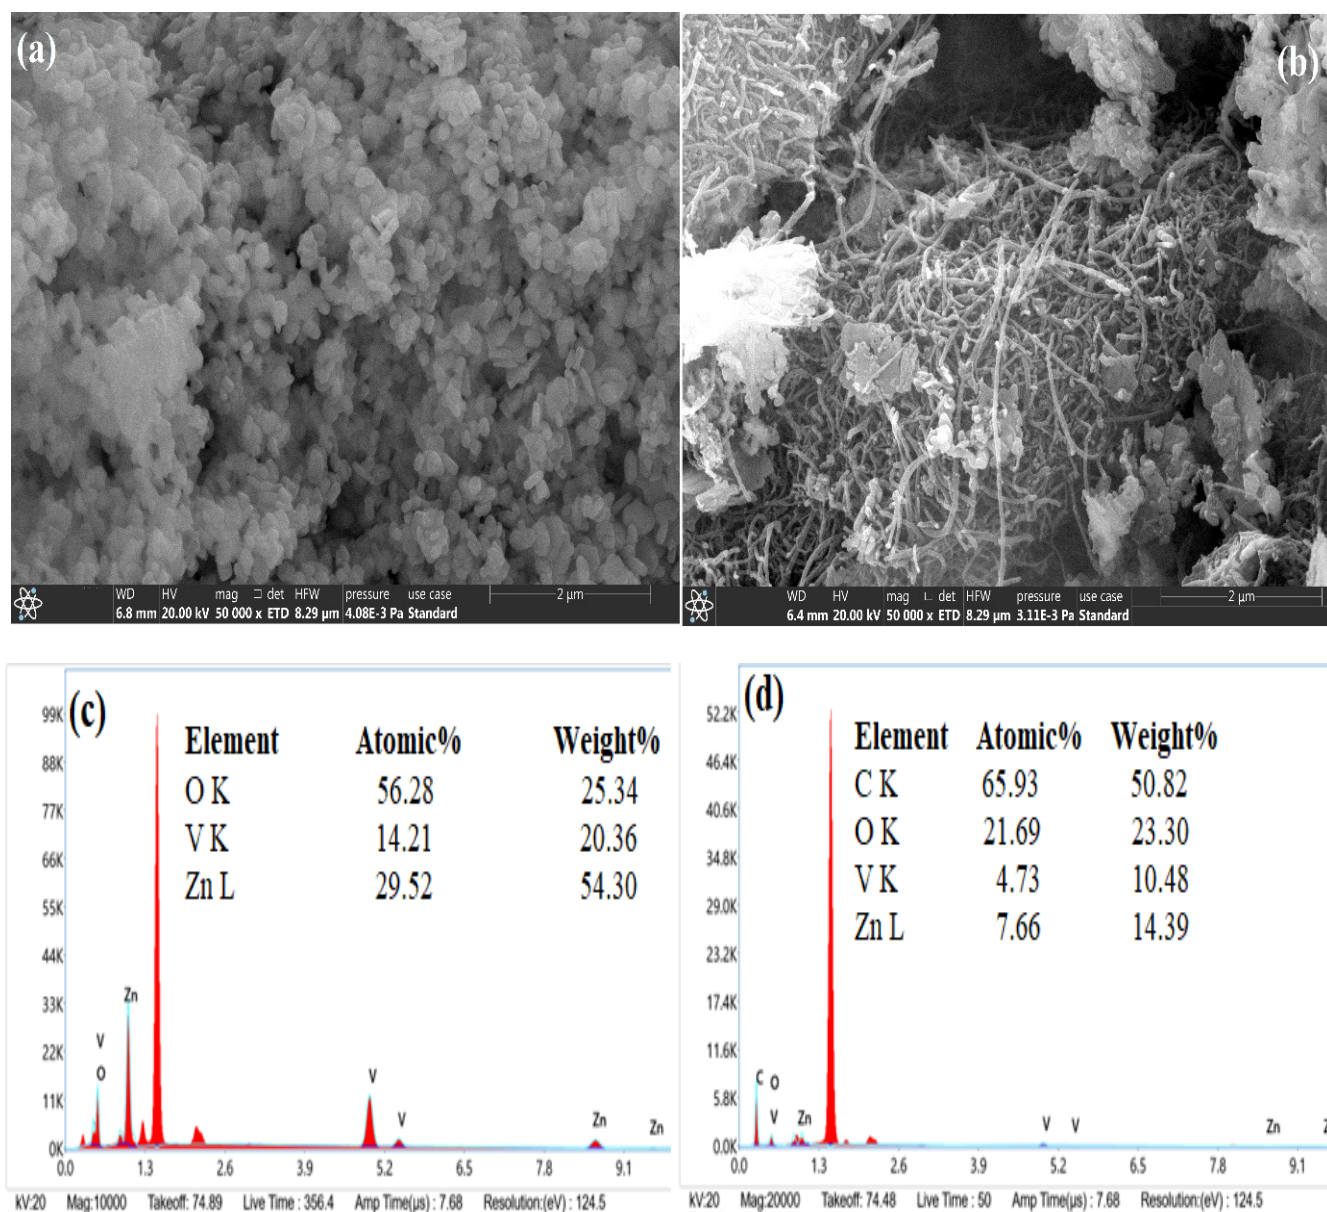 (a)
WD HV mag det HFW pressure use case 2 µm
6.8 mm 20.00 kV 50 000 x ETD 8.29 µm 4.08E-3 Pa Standard
(b)
WD HV mag det HFW pressure use case 2 µm
6.4 mm 20.00 kV 50 000 x ETD 8.29 µm 3.11E-3 Pa Standard
(c)
Element Atomic% Weight%
O K 56.28 25.34
V K 14.21 20.36
Zn L 29.52 54.30
99K
88K
77K
66K
55K
44K
33K
22K
11K
0K
V
O
Zn
V
V
Zn
Zn
0.0 1.3 2.6 3.9 5.2 6.5 7.8 9.1
kV:20 Mag:10000 Takeoff: 74.89 Live Time : 356.4 Amp Time(µs) : 7.68 Resolution:(eV) : 124.5
(d)
Element Atomic% Weight%
C K 65.93 50.82
O K 21.69 23.30
V K 4.73 10.48
Zn L 7.66 14.39
52.2K
46.4K
40.6K
34.8K
29.0K
23.2K
17.4K
11.6K
5.8K
0.0K
C
O
V
Zn
V
V
Zn
0.0 1.3 2.6 3.9 5.2 6.5 7.8 9.1
kV:20 Mag:20000 Takeoff: 74.48 Live Time : 50 Amp Time(µs) : 7.68 Resolution:(eV) : 124.5